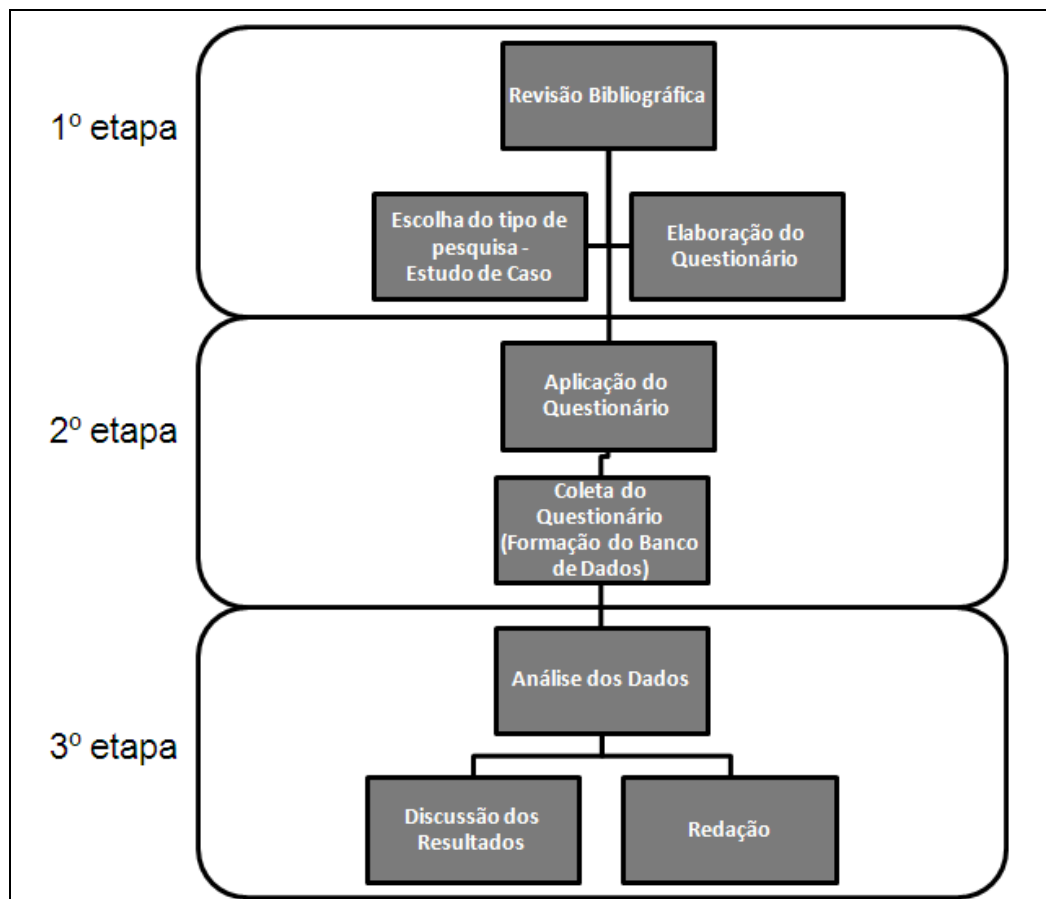 1º etapa
Revisão Bibliográfica
Escolha do tipo de
pesquisa -
Estudo de Caso
Elaboração do
Questionário
2º etapa
Aplicação do
Questionário
Coleta do
Questionário
(Formação do Banco
de Dados)
3º etapa
Análise dos Dados
Discussão dos
Resultados
Redação